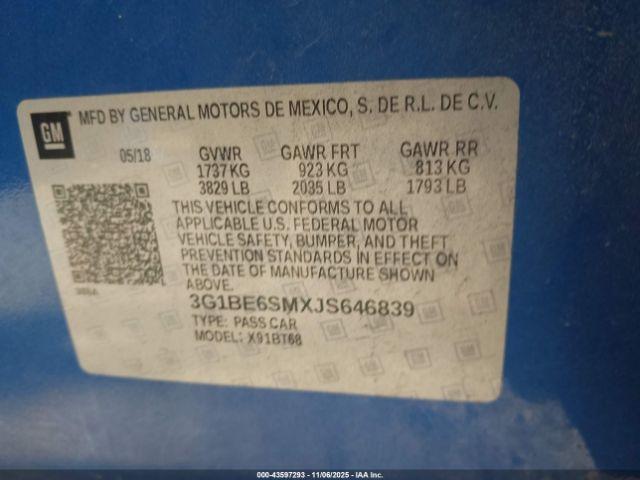 GM
MFD BY GENERAL MOTORS DE MEXICO, S. DE R.L. DE C.V.
05/18 GVWR GAWR FRT GAWR RR
1737 KG 923 KG 813 KG
3829 LB 2035 LB 1793 LB
THIS VEHICLE CONFORMS TO ALL
APPLICABLE U.S. FEDERAL MOTOR
VEHICLE SAFETY, BUMPER, AND THEFT
PREVENTION STANDARDS IN EFFECT ON
THE DATE OF MANUFACTURE SHOWN
ABOVE.
3G1BE6SMXJS646839
TYPE: PASS CAR
MODEL: X91BT68
000-43597293 - 11/06/2025 - IAA Inc.